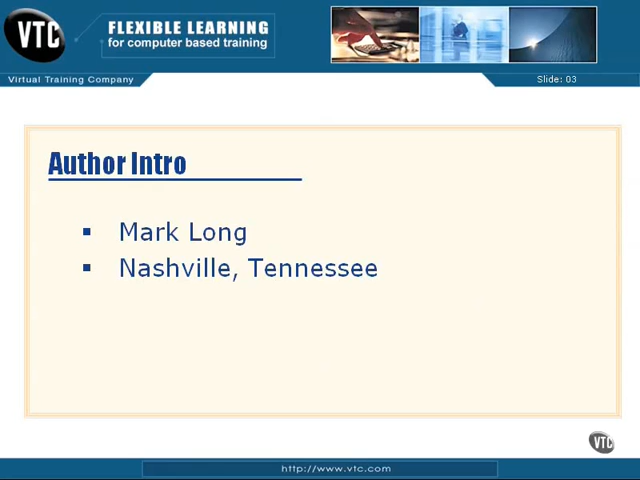 VTC
FLEXIBLE LEARNING
for computer based training
Virtual Training Company
Slide: 03
Author Intro
▪ Mark Long
▪ Nashville, Tennessee
VTC
http://www.vtc.com